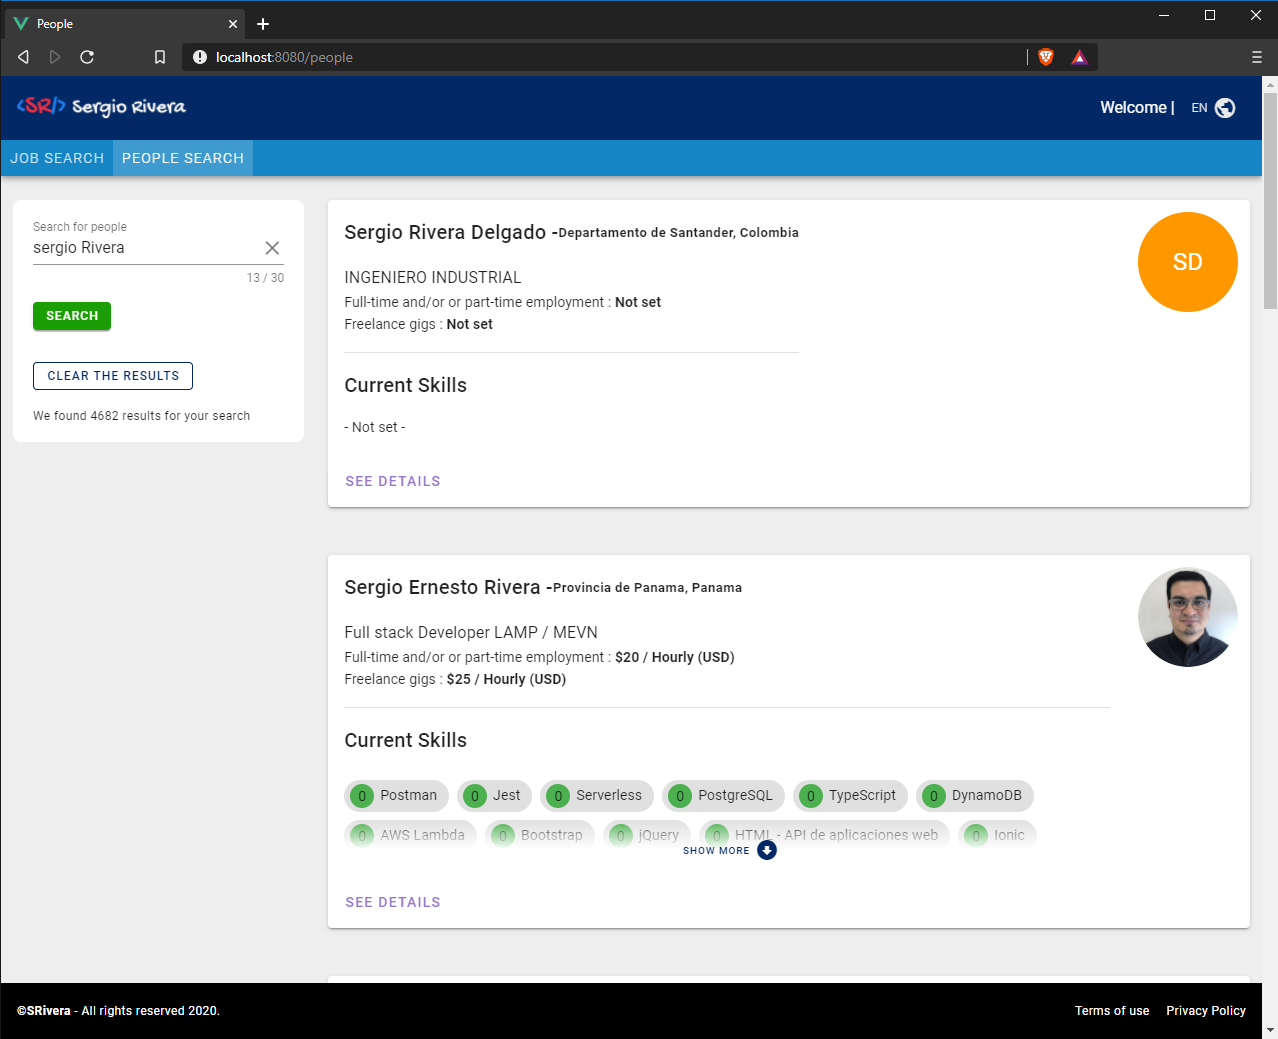 People
localhost:8080/people
<SR/> Sergio Rivera
Welcome | EN
JOB SEARCH PEOPLE SEARCH
Search for people
sergio Rivera
13 / 30
SEARCH
CLEAR THE RESULTS
We found 4682 results for your search
Sergio Rivera Delgado -Departamento de Santander, Colombia
SD
INGENIERO INDUSTRIAL
Full-time and/or or part-time employment : Not set
Freelance gigs : Not set
Current Skills
- Not set -
SEE DETAILS
Sergio Ernesto Rivera -Provincia de Panama, Panama
Full stack Developer LAMP / MEVN
Full-time and/or or part-time employment : $20 / Hourly (USD)
Freelance gigs : $25 / Hourly (USD)
Current Skills
0 Postman 0 Jest 0 Serverless 0 PostgreSQL 0 TypeScript 0 DynamoDB
0 AWS Lambda 0 Bootstrap 0 jQuery 0 HTML - API de aplicaciones web 0 Ionic
SHOW MORE
SEE DETAILS
©SRivera - All rights reserved 2020.
Terms of use Privacy Policy